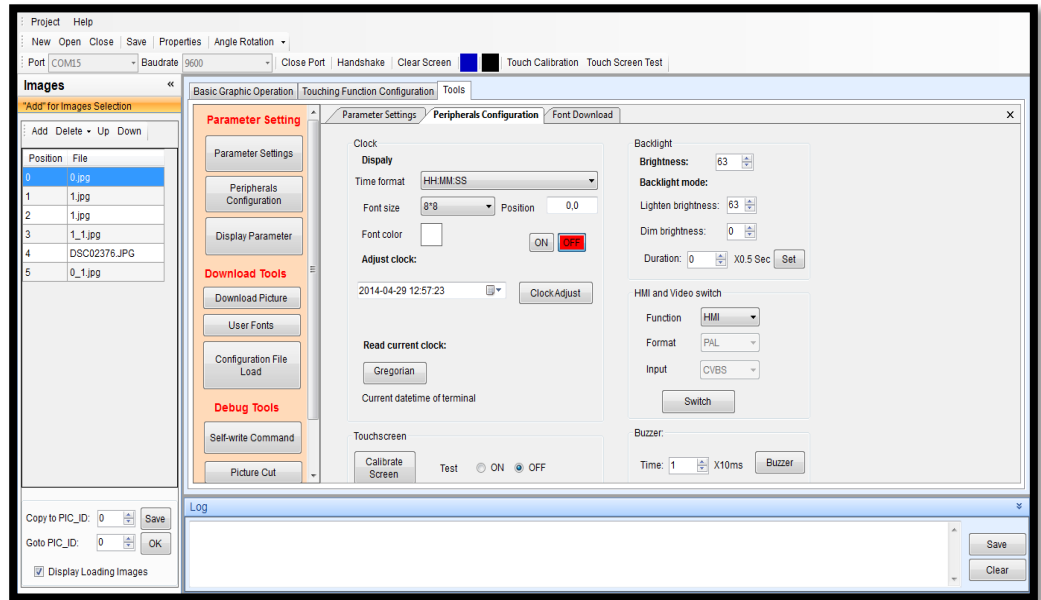 Project Help
New Open Close Save Properties Angle Rotation
Port COM15 Baudrate 9600 Close Port Handshake Clear Screen Touch Calibration Touch Screen Test
Images «
"Add" for Images Selection
Add Delete Up Down
Position File
0 0.jpg
1 1.jpg
2 1.jpg
3 1_1.jpg
4 DSC02376.JPG
5 0_1.jpg
Copy to PIC_ID: 0 Save
Goto PIC_ID: 0 OK
Display Loading Images
Basic Graphic Operation Touching Function Configuration Tools
Parameter Setting
Parameter Settings
Peripherals
Configuration
Display Parameter
Download Tools
Download Picture
User Fonts
Configuration File
Load
Debug Tools
Self-write Command
Picture Cut
Parameter Settings Peripherals Configuration Font Download X
Clock
Dispaly
Time format HH:MM:SS
Font size 8*8 Position 0,0
Font color ON OFF
Adjust clock:
2014-04-29 12:57:23 Clock Adjust
Read current clock:
Gregorian
Current datetime of terminal
Touchscreen
Calibrate
Screen
Test ON OFF
Backlight
Brightness: 63
Backlight mode:
Lighten brightness: 63
Dim brightness: 0
Duration: 0 X0.5 Sec Set
HMI and Video switch
Function HMI
Format PAL
Input CVBS
Switch
Buzzer:
Time: 1 X10ms Buzzer
Log
Save
Clear